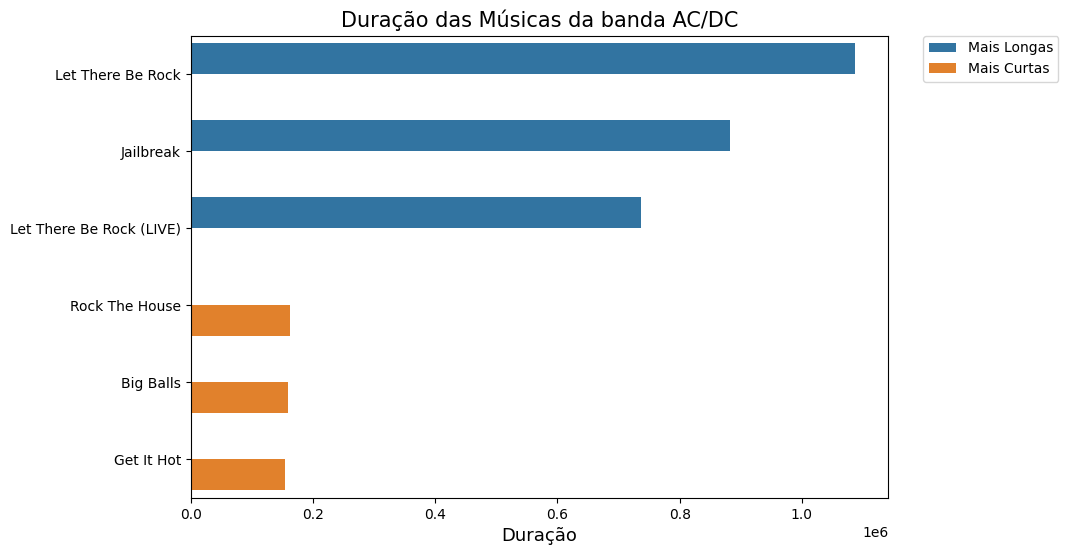 Duração das Músicas da banda AC/DC
Mais Longas
Mais Curtas
Let There Be Rock
Jailbreak
Let There Be Rock (LIVE)
Rock The House
Big Balls
Get It Hot
0.0 0.2 0.4 0.6 0.8 1.0
1e6
Duração